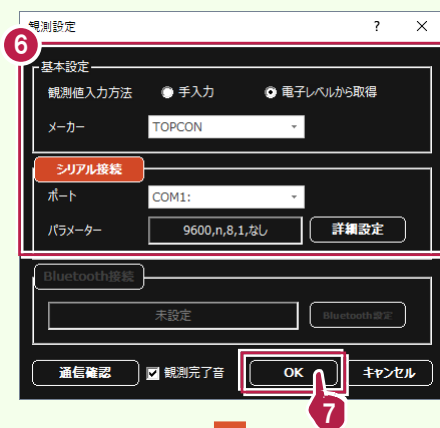 観測設定 ? ×
6
基本設定
観測値入力方法 手入力 電子レベルから取得
メーカー TOPCON
シリアル接続
ポート COM1:
パラメーター 9600,n,8,1,なし 詳細設定
Bluetooth接続
未設定 Bluetooth設定
通信確認 観測完了音 OK キャンセル
7